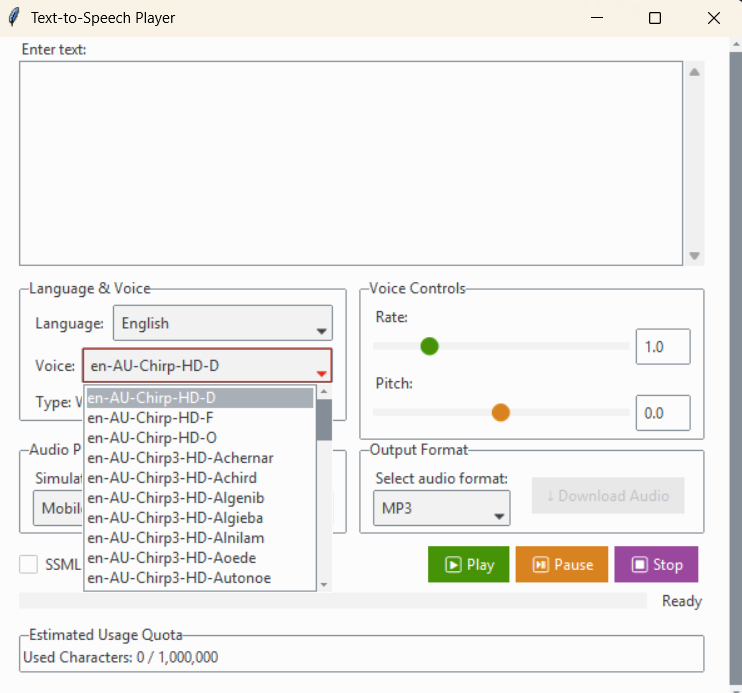 Text-to-Speech Player
Enter text:
Language & Voice
Language: English
Voice: en-AU-Chirp-HD-D
en-AU-Chirp-HD-D
en-AU-Chirp-HD-F
en-AU-Chirp-HD-O
en-AU-Chirp3-HD-Achernar
en-AU-Chirp3-HD-Achird
en-AU-Chirp3-HD-Algenib
en-AU-Chirp3-HD-Algieba
en-AU-Chirp3-HD-Alnilam
en-AU-Chirp3-HD-Aoede
en-AU-Chirp3-HD-Autonoe
Type:
Voice Controls
Rate:
1.0
Pitch:
0.0
Audio P
Simulat
Mobil
Output Format
Select audio format:
MP3
↓ Download Audio
SSML
Play
Pause
Stop
Ready
Estimated Usage Quota
Used Characters: 0 / 1,000,000